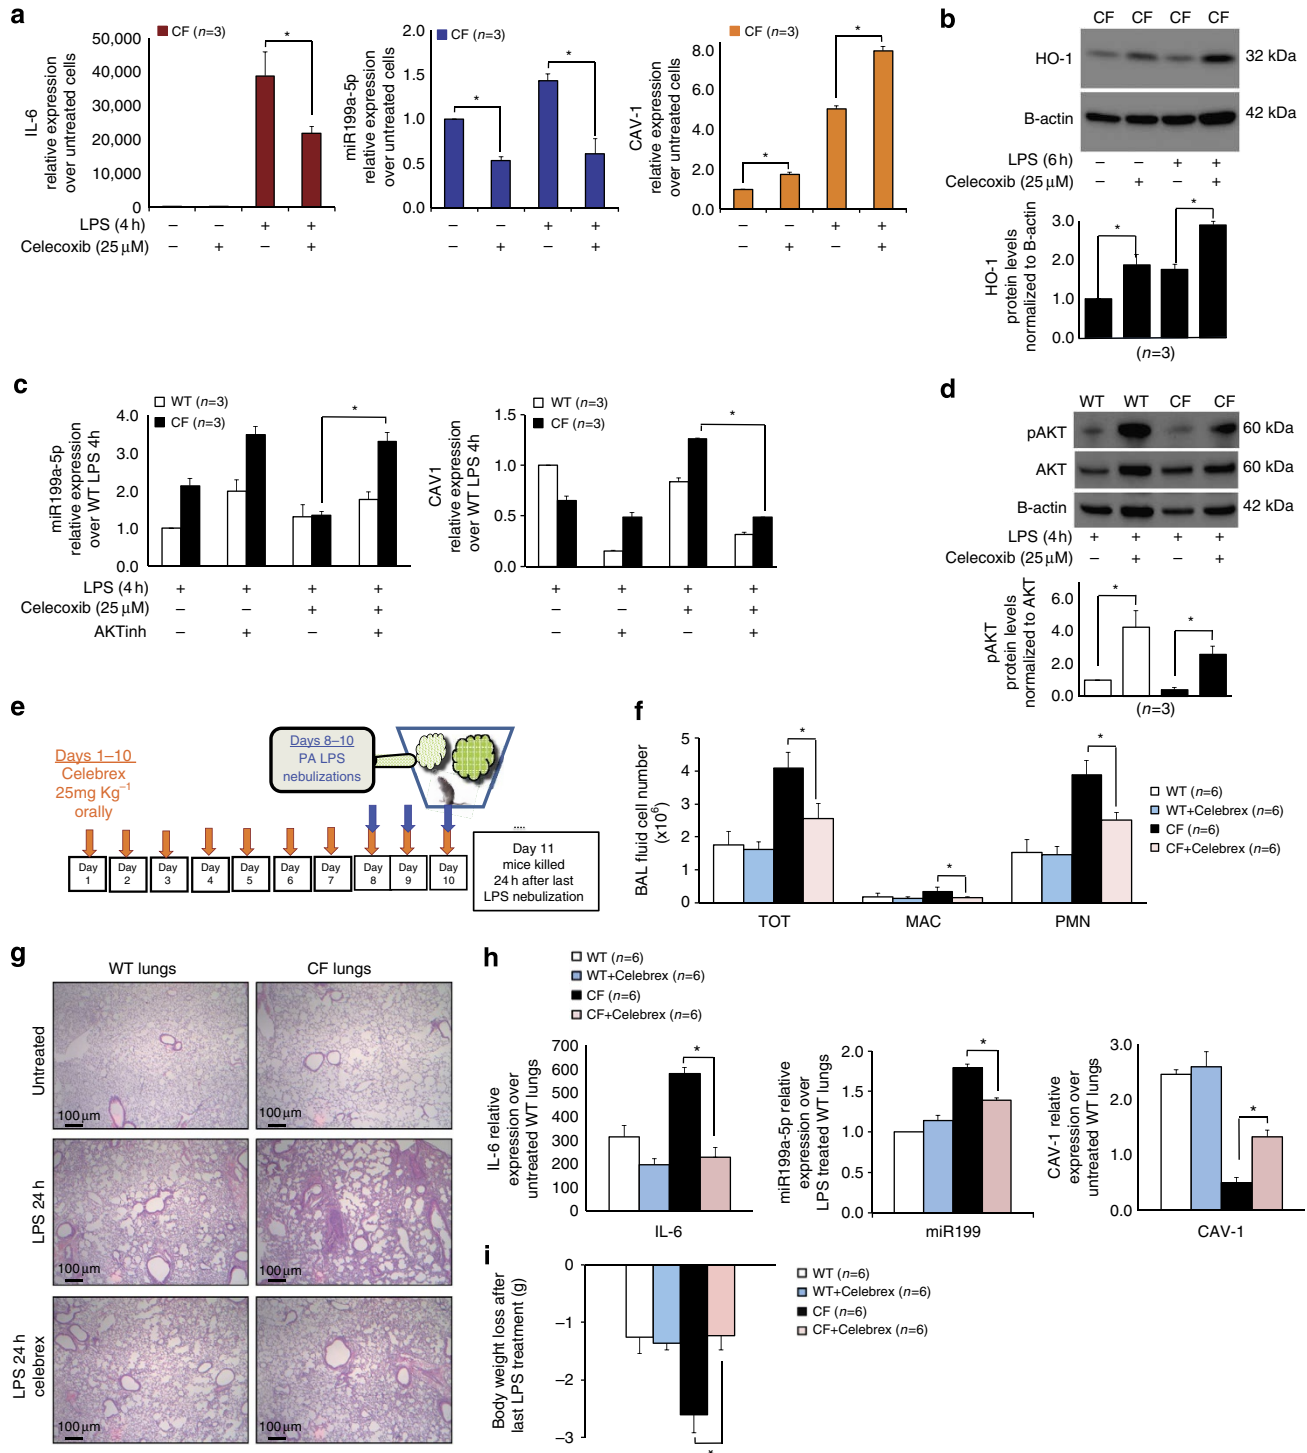 a
CF (n=3)
IL-6
relative expression
over untreated cells
50,000
40,000
30,000
20,000
10,000
0
CF (n=3)
miR199a-5p
relative expression
over untreated cells
2.0
1.5
1.0
0.5
0.0
CF (n=3)
CAV-1
relative expression
over untreated cells
8.0
6.0
4.0
2.0
0.0
* * * * *
LPS (4 h) – – + + – – + + – – + +
Celecoxib (25 μM) – + – + – + – + – + – +
b
CF CF CF CF
HO-1 32 kDa
B-actin 42 kDa
LPS (6 h) – – + +
Celecoxib (25 μM) – + – +
HO-1
protein levels
normalized to B-actin
3.0
2.0
1.0
0.0
* *
(n=3)
c
WT (n=3)
CF (n=3)
miR199a-5p
relative expression
over WT LPS 4h
4.0
3.0
2.0
1.0
0.0
*
WT (n=3)
CF (n=3)
CAV1
relative expression
over WT LPS 4h
1.5
1.0
0.5
0.0
*
LPS (4 h) + + + + + + + +
Celecoxib (25 μM) – – + + – – + +
AKTinh – + – + – + – +
d
WT WT CF CF
pAKT 60 kDa
AKT 60 kDa
B-actin 42 kDa
LPS (4 h) + + + +
Celecoxib (25 μM) – + – +
pAKT
protein levels
normalized to AKT
6.0
4.0
2.0
0.0
* *
(n=3)
e
Days 1–10
Celebrex
25mg Kg−1
orally
Days 8–10
PA LPS
nebulizations
Day 1
Day 2
Day 3
Day 4
Day 5
Day 6
Day 7
Day 8
Day 9
Day 10
....
Day 11
mice killed
24 h after last
LPS nebulization
f
BAL fluid cell number
(x10⁶)
5
4
3
2
1
0
* * *
TOT MAC PMN
WT (n=6)
WT+Celebrex (n=6)
CF (n=6)
CF+Celebrex (n=6)
g
WT lungs CF lungs
Untreated
100 μm 100 μm
LPS 24 h
100 μm 100 μm
LPS 24 h
celebrex
100 μm 100 μm
h
WT (n=6)
WT+Celebrex (n=6)
CF (n=6)
CF+Celebrex (n=6)
IL-6 relative
expression over
untreated WT lungs
700
600
500
400
300
200
100
0
*
IL-6
miR199a-5p relative
expression over
LPS treated WT lungs
2.0
1.5
1.0
0.5
0.0
*
miR199
CAV-1 relative
expression over
untreated WT lungs
3.0
2.0
1.0
0.0
*
CAV-1
i
Body weight loss after
last LPS treatment (g)
0
–1
–2
–3
*
WT (n=6)
WT+Celebrex (n=6)
CF (n=6)
CF+Celebrex (n=6)